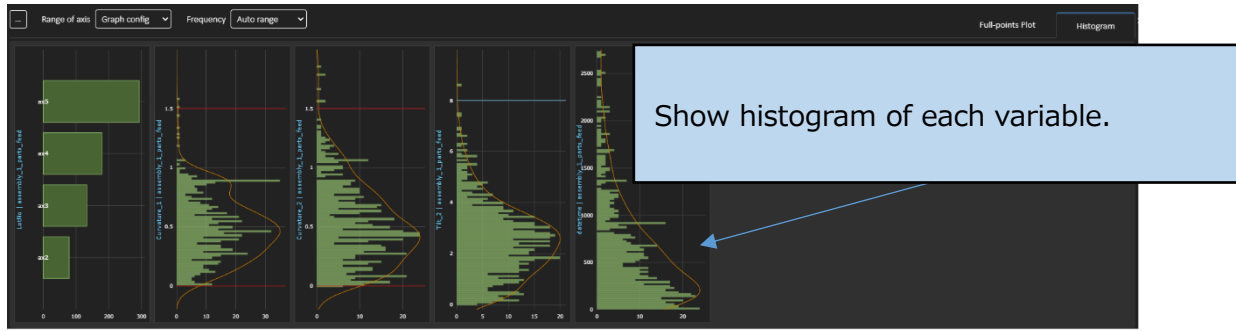 ... Range of axis Graph config Frequency Auto range Full-points Plot Histogram
Show histogram of each variable.
LotNo | assembly_1_parts_feed
ax5
ax4
ax3
ax2
0 100 200 300
Curvature_1 | assembly_1_parts_feed
1.5
1
0.5
0
0 10 20 30
Curvature_2 | assembly_1_parts_feed
1.5
1
0.5
0
0 10 20
Tilt_2 | assembly_1_parts_feed
8
6
4
2
0
0 5 10 15 20
datetime | assembly_1_parts_feed
2500
2000
1500
1000
500
0
0 10 20